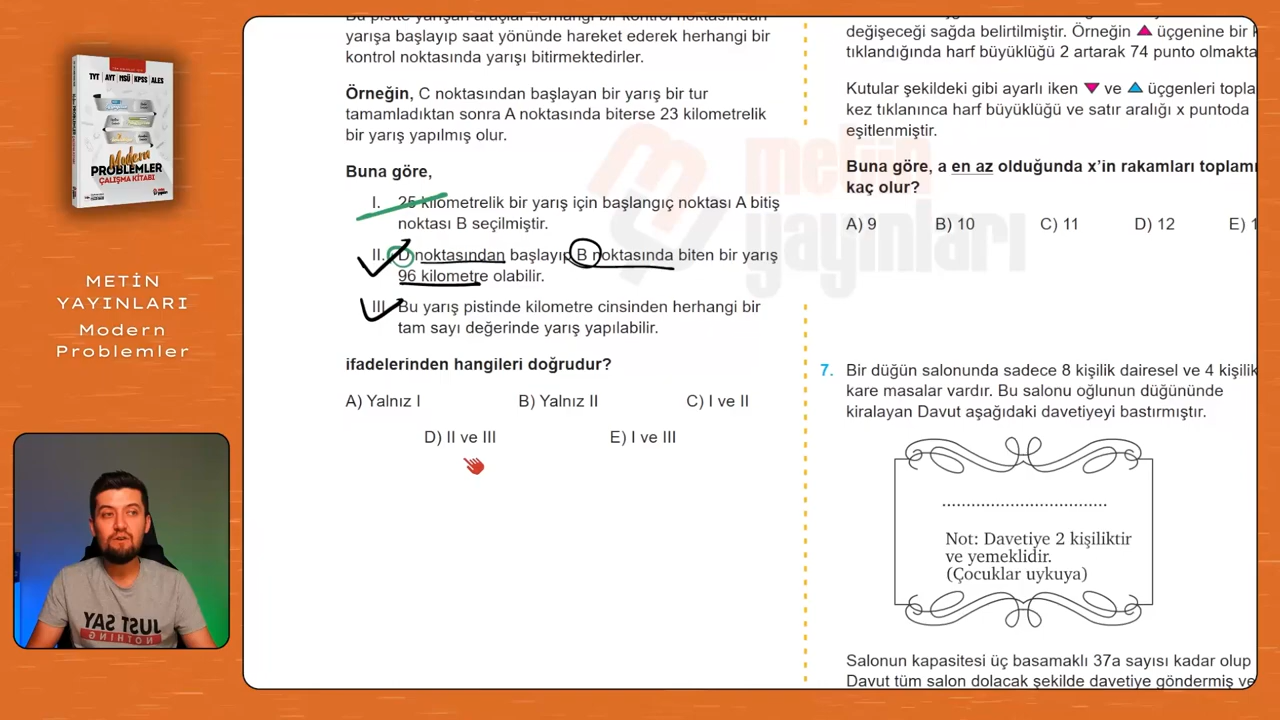 TYT | AYT | MSÜ | KPSS | ALES
Modern
PROBLEMLER
ÇALIŞMA KİTABI
METİN
YAYINLARI
Modern
Problemler
JUST SAY
NOTHING
metin
yayınları
yarışa başlayıp saat yönünde hareket ederek herhangi bir
kontrol noktasında yarışı bitirmektedirler.
Örneğin, C noktasından başlayan bir yarış bir tur
tamamladıktan sonra A noktasında biterse 23 kilometrelik
bir yarış yapılmış olur.
Buna göre,
I. 25 kilometrelik bir yarış için başlangıç noktası A bitiş
noktası B seçilmiştir.
II. D noktasından başlayıp B noktasında biten bir yarış
96 kilometre olabilir.
III. Bu yarış pistinde kilometre cinsinden herhangi bir
tam sayı değerinde yarış yapılabilir.
ifadelerinden hangileri doğrudur?
A) Yalnız I B) Yalnız II C) I ve II
D) II ve III E) I ve III
değişeceği sağda belirtilmiştir. Örneğin ▲ üçgenine bir
tıklandığında harf büyüklüğü 2 artarak 74 punto olmakta
Kutular şekildeki gibi ayarlı iken ▼ ve ▲ üçgenleri topla
kez tıklanınca harf büyüklüğü ve satır aralığı x puntoda
eşitlenmiştir.
Buna göre, a en az olduğunda x'in rakamları toplamı
kaç olur?
A) 9 B) 10 C) 11 D) 12 E) 1
7. Bir düğün salonunda sadece 8 kişilik dairesel ve 4 kişilik
kare masalar vardır. Bu salonu oğlunun düğününde
kiralayan Davut aşağıdaki davetiyeyi bastırmıştır.
Not: Davetiye 2 kişiliktir
ve yemeklidir.
(Çocuklar uykuya)
Salonun kapasitesi üç basamaklı 37a sayısı kadar olup
Davut tüm salon dolacak şekilde davetiye göndermiş ve